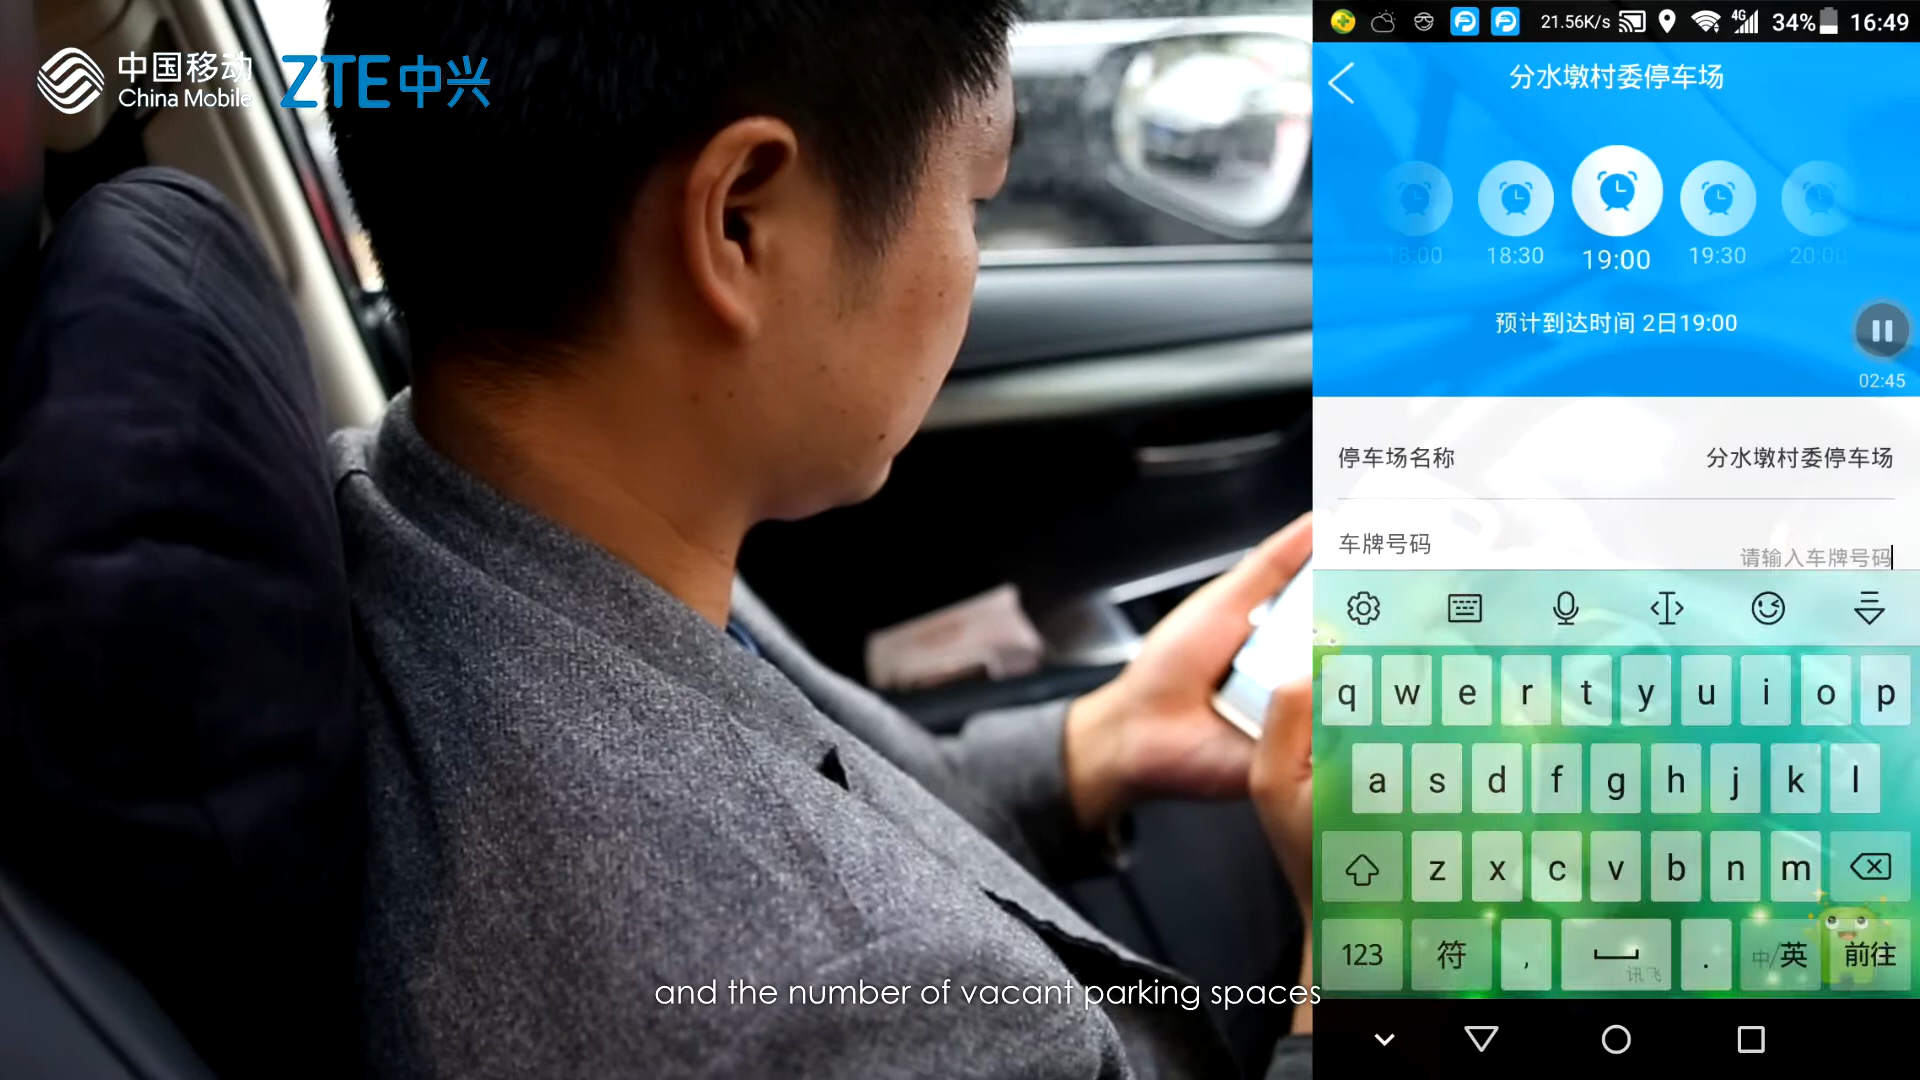 中国移动
China Mobile
ZTE中兴
21.56K/s 4G 34% 16:49
分水墩村委停车场
18:00 18:30 19:00 19:30 20:00
预计到达时间 2日19:00
02:45
停车场名称 分水墩村委停车场
车牌号码 请输入车牌号码
q w e r t y u i o p
a s d f g h j k l
z x c v b n m
123 符 , 讯飞 . 中/英 前往
and the number of vacant parking spaces